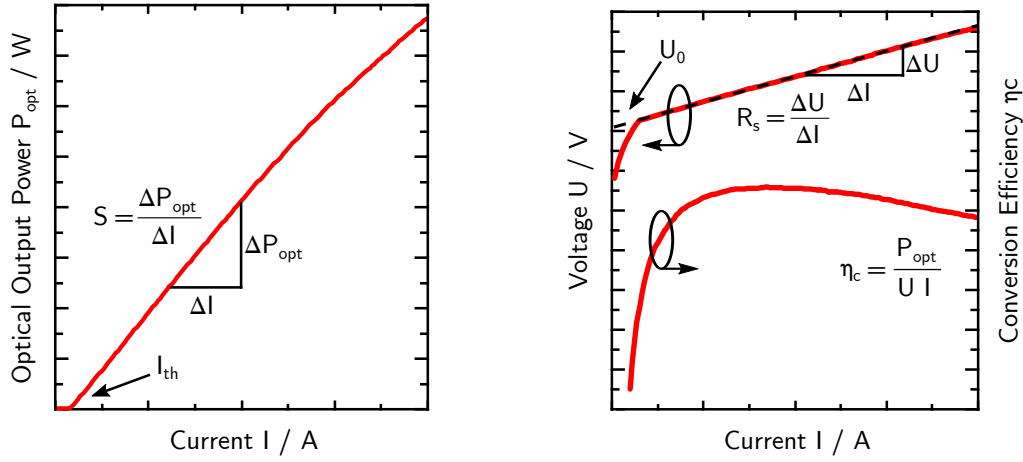 Optical Output Power P_opt / W
S = ΔP_opt / ΔI
ΔP_opt
ΔI
I_th
Current I / A
Voltage U / V
U_0
ΔU
ΔI
R_s = ΔU / ΔI
η_c = P_opt / U I
Current I / A
Conversion Efficiency ηc